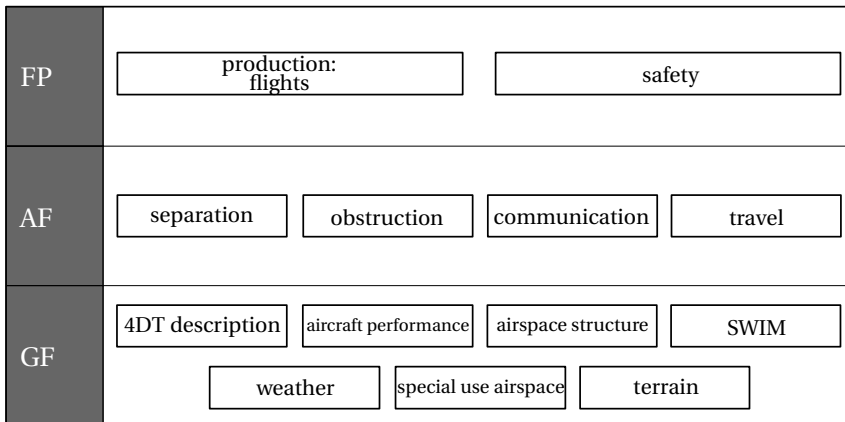 FP
production:
flights
safety
AF
separation
obstruction
communication
travel
GF
4DT description
aircraft performance
airspace structure
SWIM
weather
special use airspace
terrain